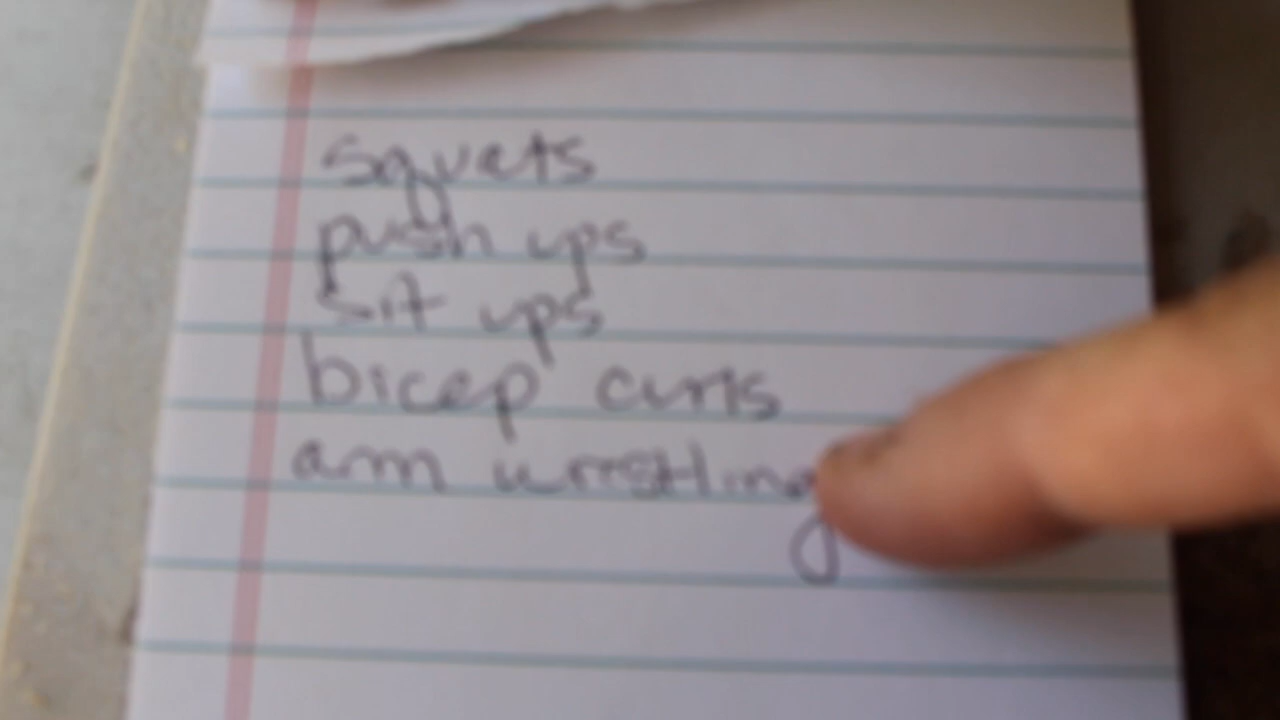 squats
push ups
sit ups
bicep curls
arm wrestling